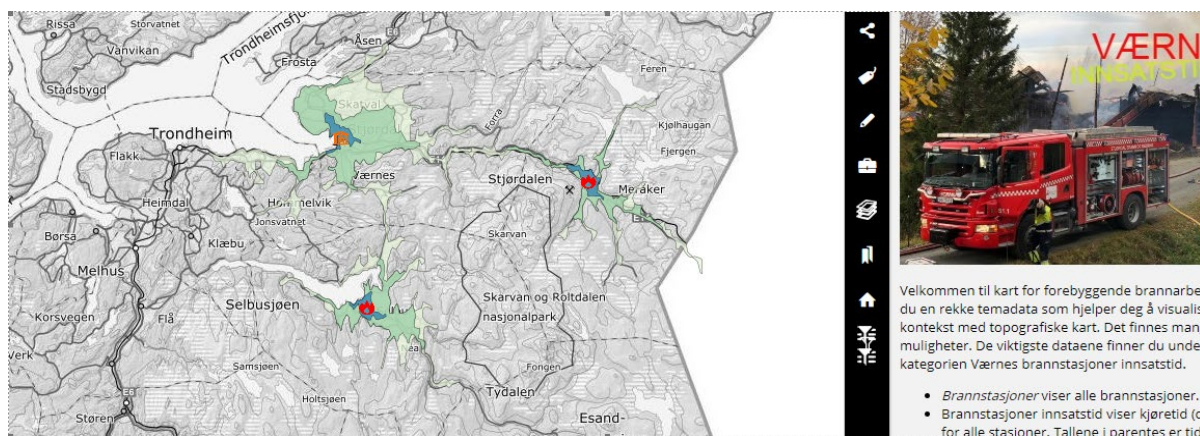 Rissa
Storvatnet
Trondheimsfjo
Åsen
E6
Vanvikan
Frosta
Stadsbygd
Feren
Skatval
Forra
Kjølhaugan
Trondheim
Fjergen
Flakk
Værnes
Stjørdalen
Meråker
Heimdal
Hommelvik
Jonsvatnet
Børsa
Klæbu
Skarvan
Melhus
Selbusjøen
Skarvan og Roltdalen
nasjonalpark
Korsvegen
Flå
Verk
Samsjøen
Fongen
E6
Holtsjøen
Tydalen
Støren
Esand-
VÆRN
INNSATSTI
Velkommen til kart for forebyggende brannarbe
du en rekke temadata som hjelper deg å visualis
kontekst med topografiske kart. Det finnes man
muligheter. De viktigste dataene finner du unde
kategorien Værnes brannstasjoner innsatstid.
• Brannstasjoner viser alle brannstasjoner.
• Brannstasjoner innsatstid viser kjøretid (
for alle stasjoner. Tallene i parentes er tid